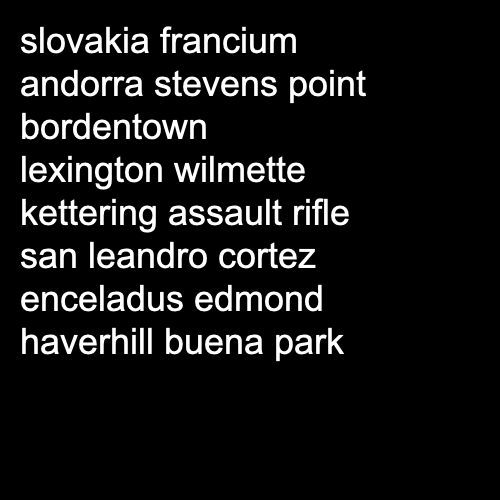 slovakia francium
andorra stevens point
bordentown
lexington wilmette
kettering assault rifle
san leandro cortez
enceladus edmond
haverhill buena park